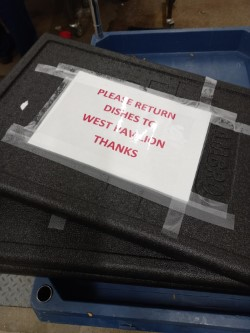 PLEASE RETURN
DISHES TO
WEST PAVILION
THANKS